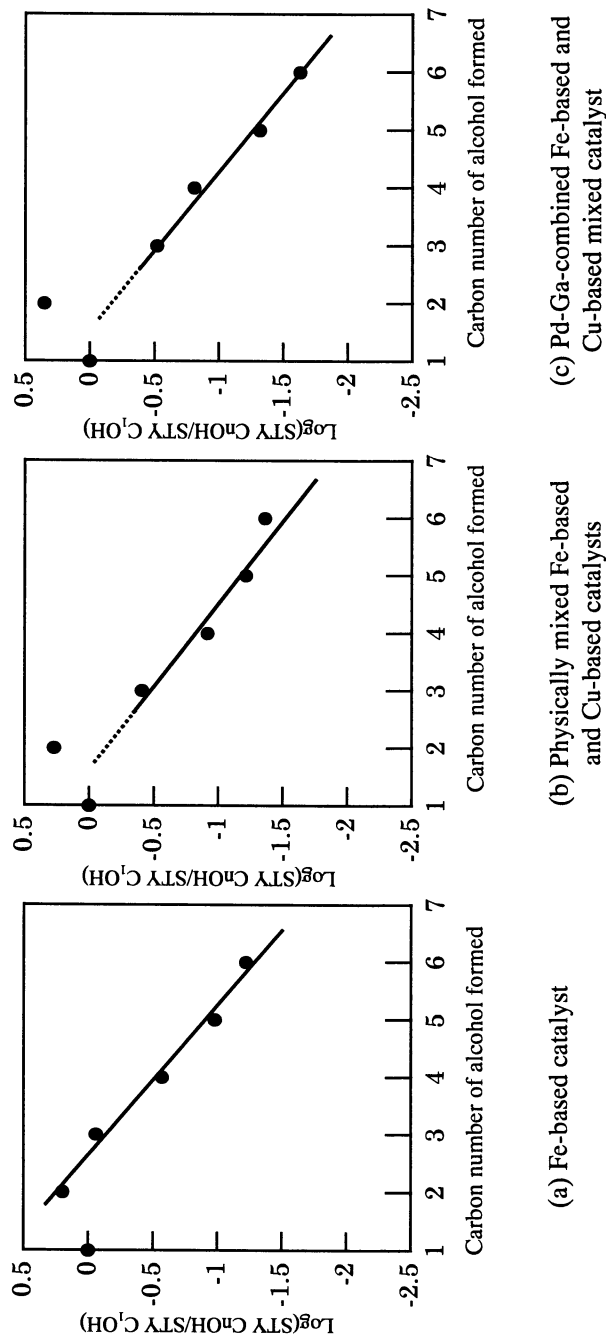 Log(STY CnOH/STY C₁OH)
0.5
0
-0.5
-1
-1.5
-2
-2.5
1 2 3 4 5 6 7
Carbon number of alcohol formed
(a) Fe-based catalyst
Log(STY CnOH/STY C₁OH)
0.5
0
-0.5
-1
-1.5
-2
-2.5
1 2 3 4 5 6 7
Carbon number of alcohol formed
(b) Physically mixed Fe-based
and Cu-based catalysts
Log(STY CnOH/STY C₁OH)
0.5
0
-0.5
-1
-1.5
-2
-2.5
1 2 3 4 5 6 7
Carbon number of alcohol formed
(c) Pd-Ga-combined Fe-based and
Cu-based mixed catalyst